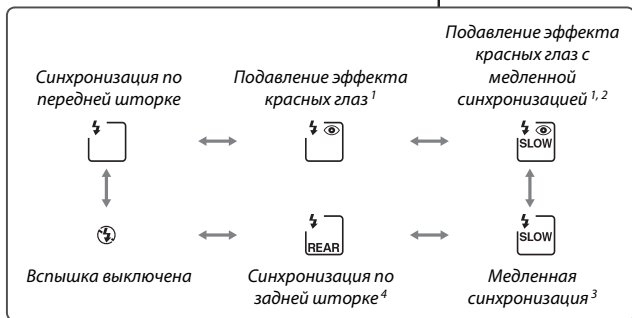 Синхронизация по
передней шторке
Подавление эффекта
красных глаз 1
Подавление эффекта
красных глаз с
медленной
синхронизацией 1, 2
SLOW
REAR
SLOW
Вспышка выключена
Синхронизация по
задней шторке 4
Медленная
синхронизация 3